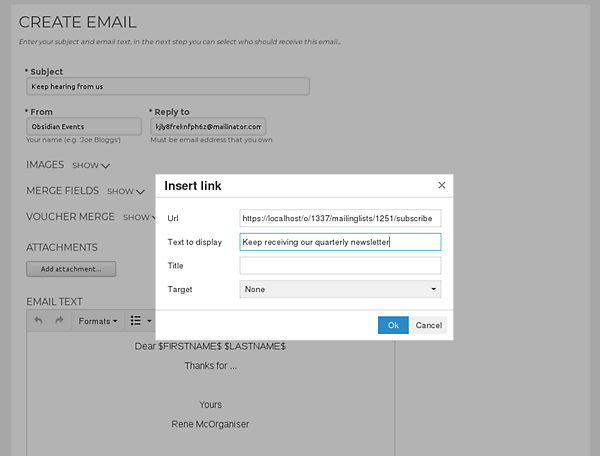 CREATE EMAIL
Enter your subject and email text, in the next step you can select who should receive this email...
* Subject
Keep hearing from us
* From
* Reply to
Obsidian Events
kjly8freknfph6z@mailinator.com
Your name (e.g. 'Joe Bloggs')
Must be email address that you own
IMAGES SHOW
MERGE FIELDS SHOW
VOUCHER MERGE SHOW
ATTACHMENTS
Add attachment...
EMAIL TEXT
Formats
Dear $FIRSTNAME$ $LASTNAME$
Thanks for ...
Yours
Rene McOrganiser
Insert link
Url
https://localhost/o/1337/mailinglists/1251/subscribe
Text to display
Keep receiving our quarterly newsletter
Title
Target
None
Ok
Cancel